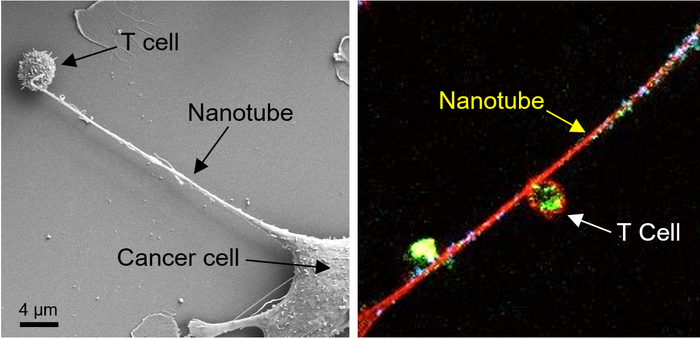 T cell
Nanotube
Cancer cell
4 μm
Nanotube
T Cell